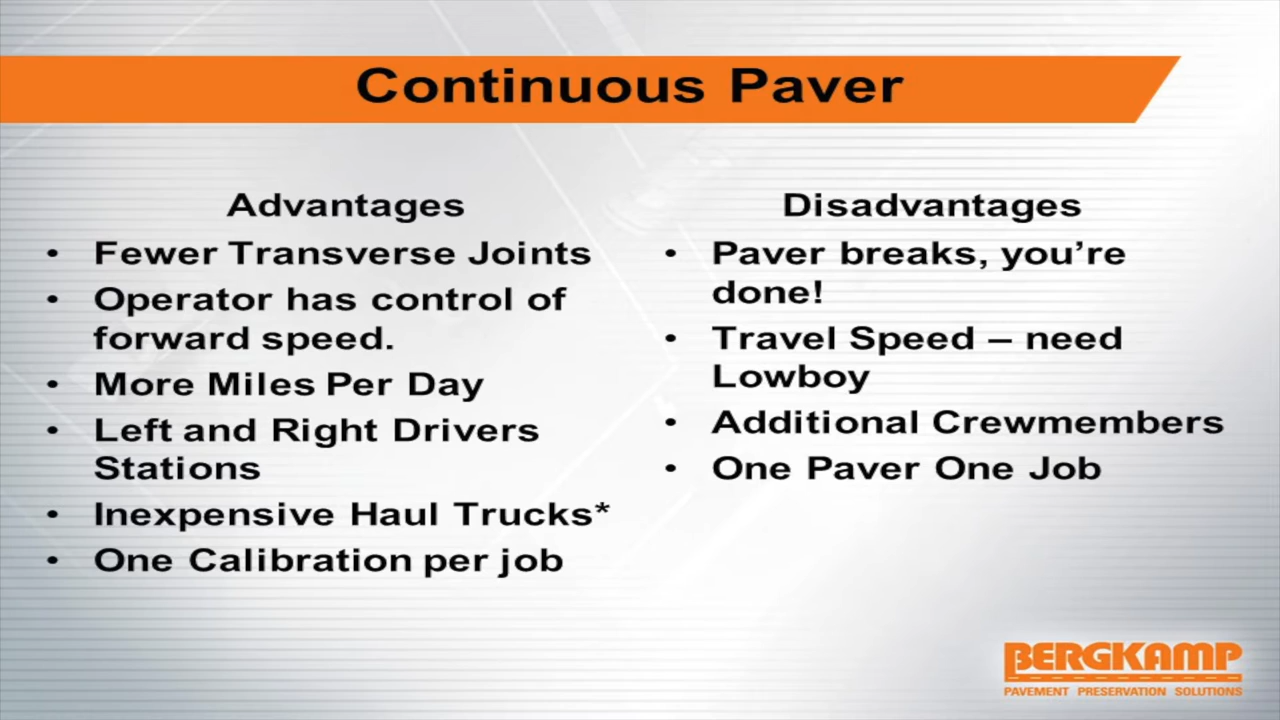 Continuous Paver
Advantages
• Fewer Transverse Joints
• Operator has control of
forward speed.
• More Miles Per Day
• Left and Right Drivers
Stations
• Inexpensive Haul Trucks*
• One Calibration per job
Disadvantages
• Paver breaks, you’re
done!
• Travel Speed – need
Lowboy
• Additional Crewmembers
• One Paver One Job
BERGKAMP
PAVEMENT PRESERVATION SOLUTIONS